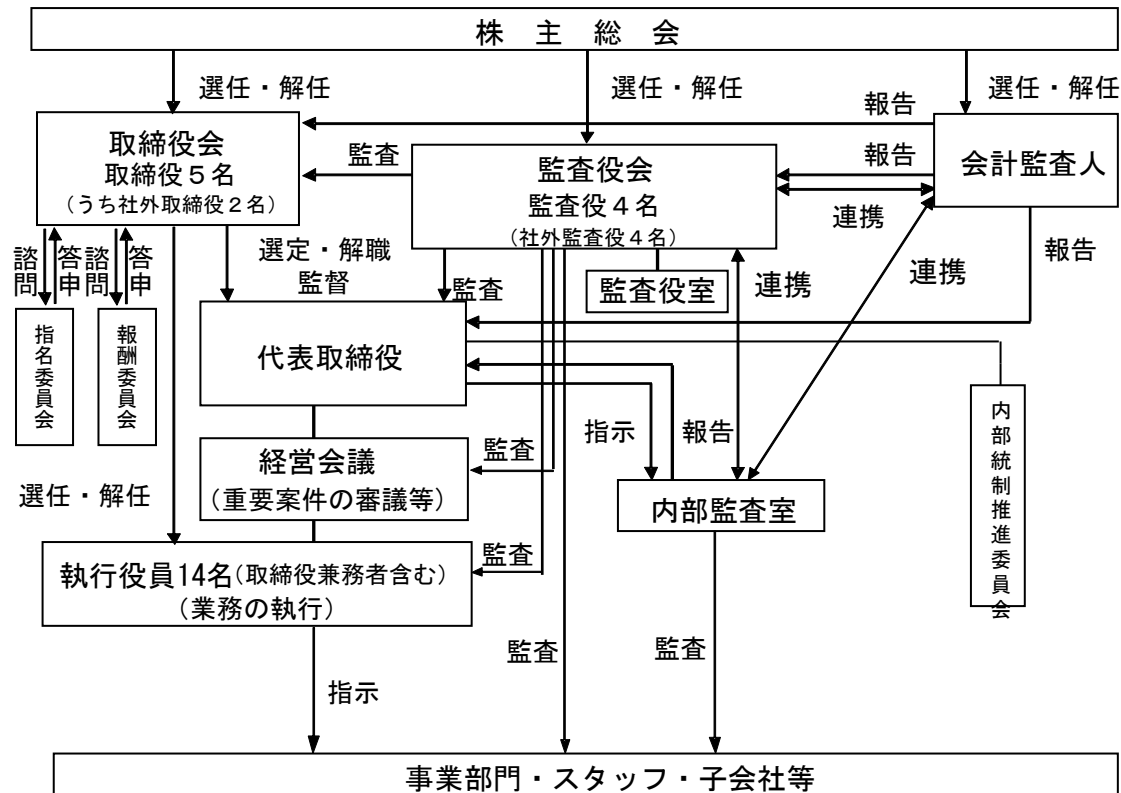 株　主　総　会
選任・解任
選任・解任
選任・解任
報告
取締役会
取締役５名
（うち社外取締役２名）
監査
監査役会
監査役４名
（社外監査役４名）
報告
会計監査人
連携
諮問
答申
諮問
答申
選定・解職
監督
監査
監査役室
連携
連携
報告
指名委員会
報酬委員会
代表取締役
内部統制推進委員会
指示
報告
経営会議
（重要案件の審議等）
監査
選任・解任
内部監査室
執行役員14名（取締役兼務者含む）
（業務の執行）
監査
監査
監査
指示
事業部門・スタッフ・子会社等